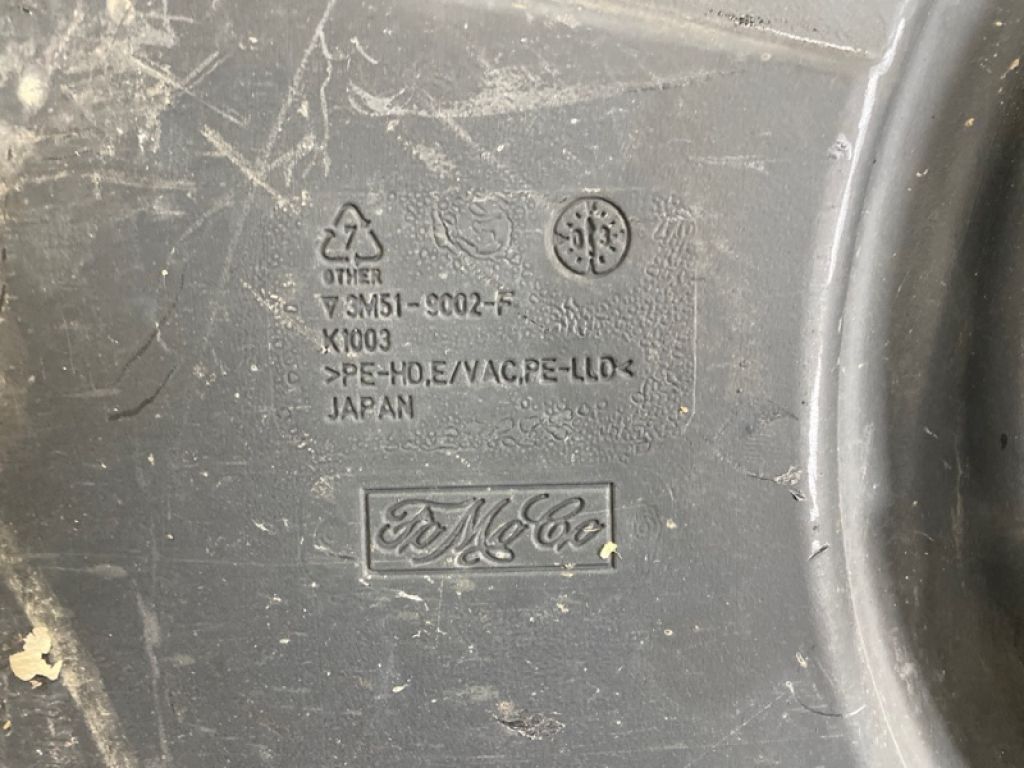 7
OTHER
▽ 3M51-9002-F
K1003
>PE-HD,E/VAC,PE-LLD<
JAPAN
FoMoCo